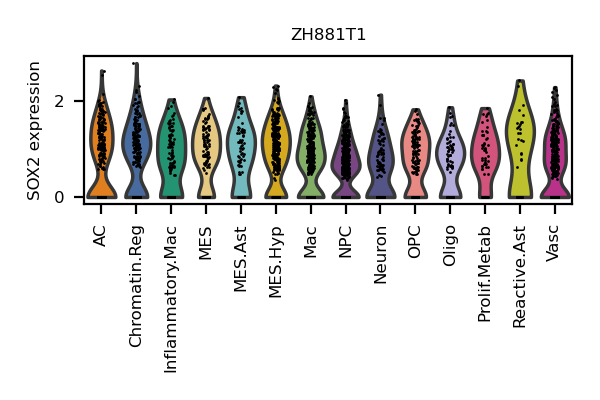 ZH881T1
SOX2 expression
2
0
AC
Chromatin.Reg
Inflammatory.Mac
MES
MES.Ast
MES.Hyp
Mac
NPC
Neuron
OPC
Oligo
Prolif.Metab
Reactive.Ast
Vasc